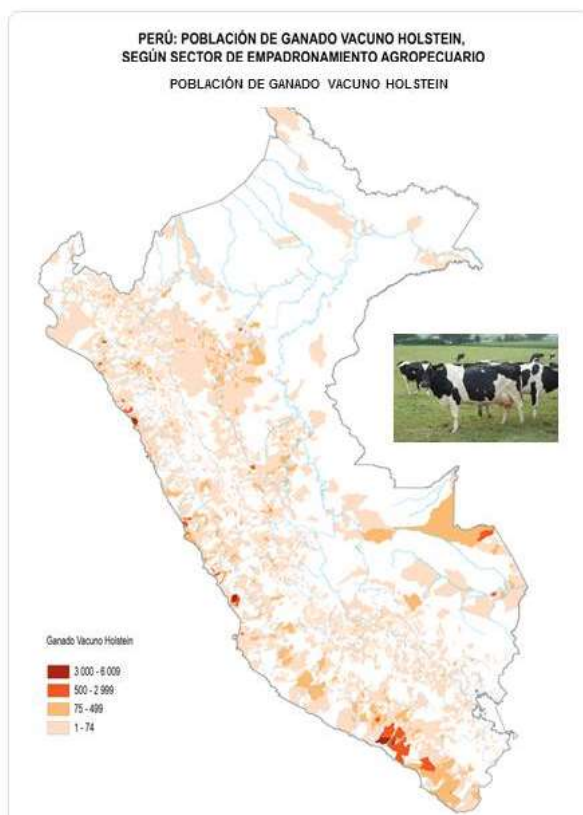 PERÚ: POBLACIÓN DE GANADO VACUNO HOLSTEIN,
SEGÚN SECTOR DE EMPADRONAMIENTO AGROPECUARIO
POBLACIÓN DE GANADO VACUNO HOLSTEIN
Ganado Vacuno Holstein
3 000 - 6 009
500 - 2 999
75 - 499
1 - 74